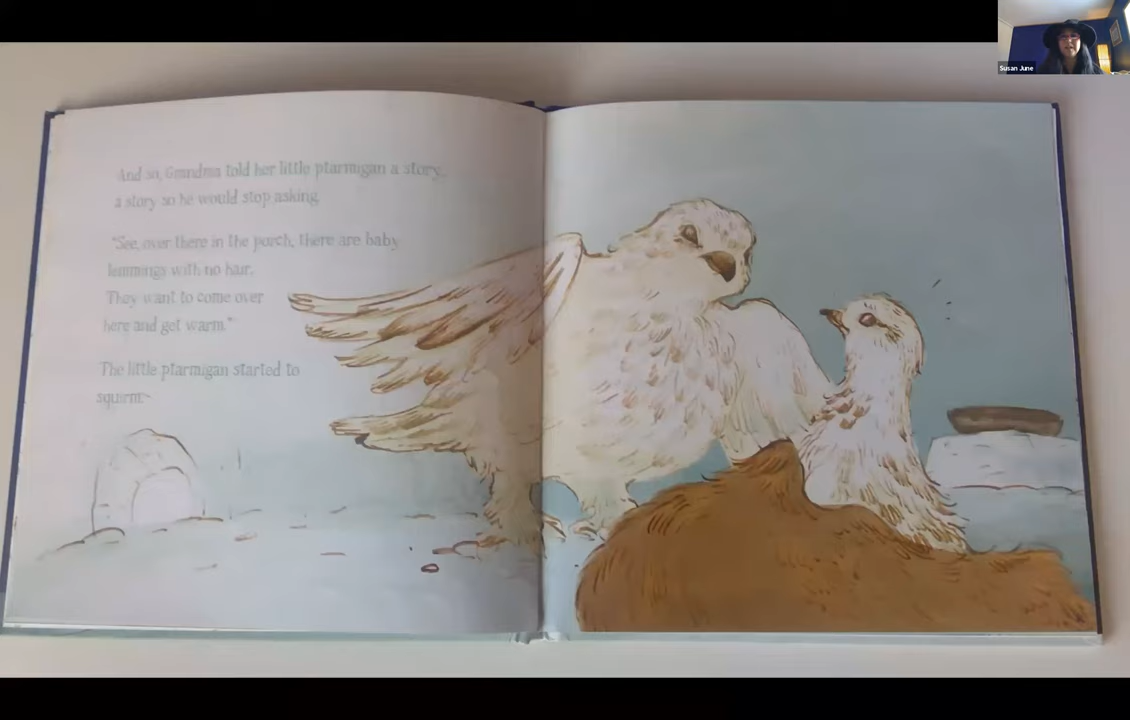 And so, Grandma told her little ptarmigan a story,
a story so he would stop asking.
"See, over there in the porch, there are baby
lemmings with no hair.
They want to come over
here and get warm."
The little ptarmigan started to
squirm.
Susan June